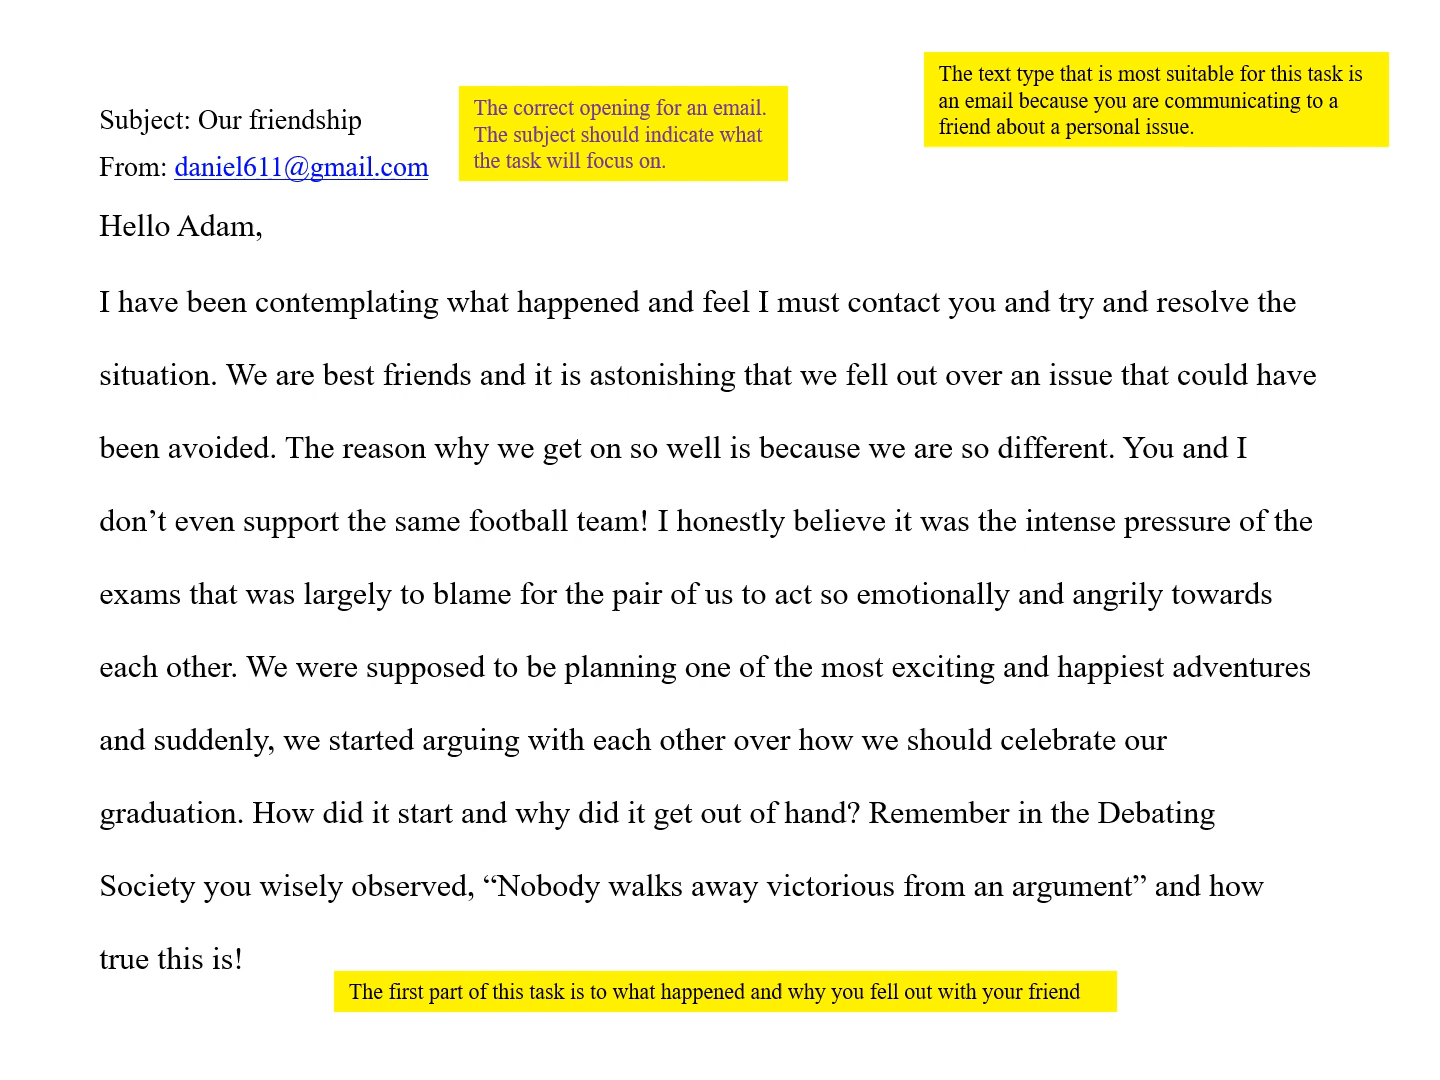 The text type that is most suitable for this task is
an email because you are communicating to a
friend about a personal issue.
The correct opening for an email.
The subject should indicate what
the task will focus on.
Subject: Our friendship
From: daniel611@gmail.com
Hello Adam,
I have been contemplating what happened and feel I must contact you and try and resolve the
situation. We are best friends and it is astonishing that we fell out over an issue that could have
been avoided. The reason why we get on so well is because we are so different. You and I
don’t even support the same football team! I honestly believe it was the intense pressure of the
exams that was largely to blame for the pair of us to act so emotionally and angrily towards
each other. We were supposed to be planning one of the most exciting and happiest adventures
and suddenly, we started arguing with each other over how we should celebrate our
graduation. How did it start and why did it get out of hand? Remember in the Debating
Society you wisely observed, “Nobody walks away victorious from an argument” and how
true this is!
The first part of this task is to what happened and why you fell out with your friend